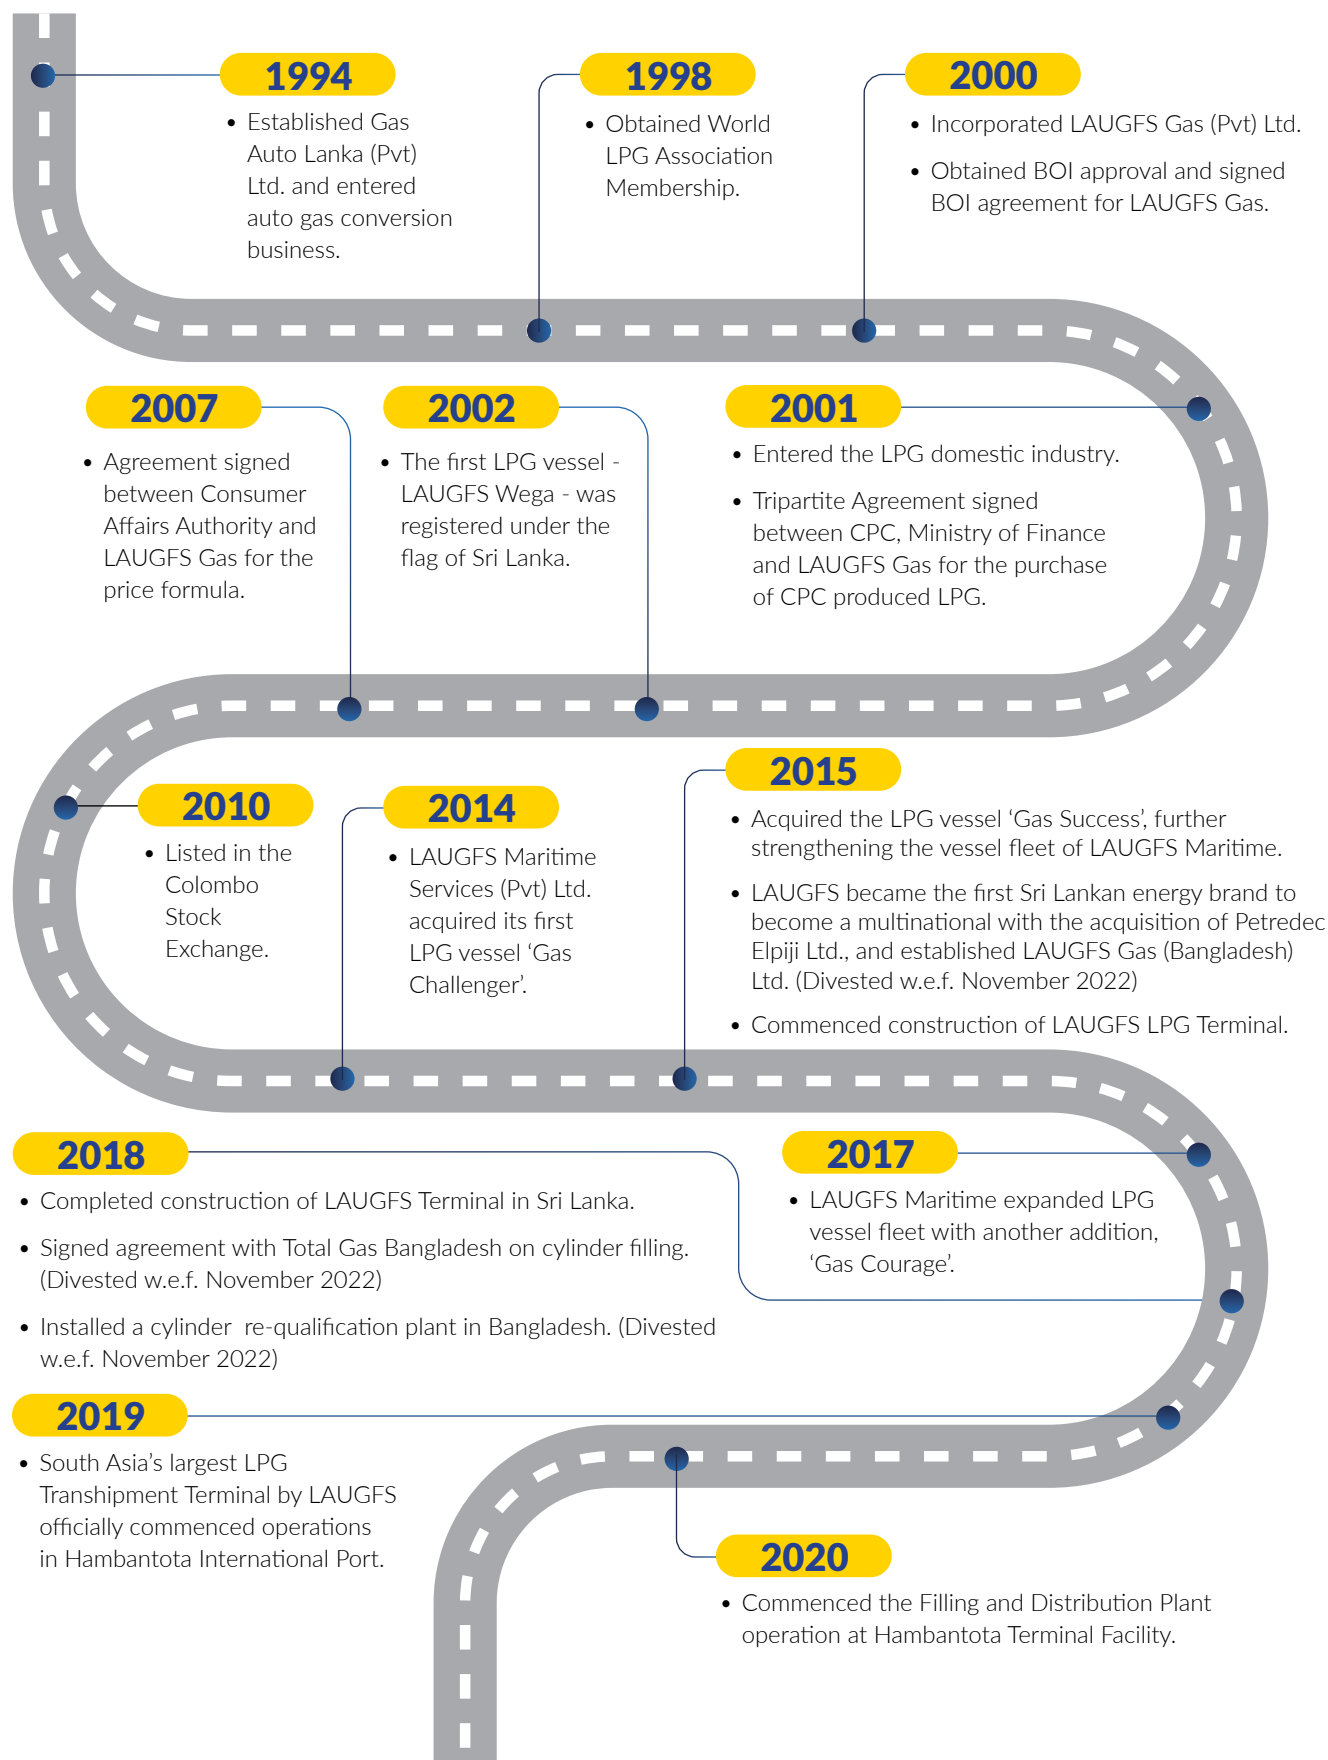 1994
• Established Gas
Auto Lanka (Pvt)
Ltd. and entered
auto gas conversion
business.
1998
• Obtained World
LPG Association
Membership.
2000
• Incorporated LAUGFS Gas (Pvt) Ltd.
• Obtained BOI approval and signed
BOI agreement for LAUGFS Gas.
2001
• Entered the LPG domestic industry.
• Tripartite Agreement signed
between CPC, Ministry of Finance
and LAUGFS Gas for the purchase
of CPC produced LPG.
2002
• The first LPG vessel -
LAUGFS Wega - was
registered under the
flag of Sri Lanka.
2007
• Agreement signed
between Consumer
Affairs Authority and
LAUGFS Gas for the
price formula.
2010
• Listed in the
Colombo
Stock
Exchange.
2014
• LAUGFS Maritime
Services (Pvt) Ltd.
acquired its first
LPG vessel ‘Gas
Challenger’.
2015
• Acquired the LPG vessel ‘Gas Success’, further
strengthening the vessel fleet of LAUGFS Maritime.
• LAUGFS became the first Sri Lankan energy brand to
become a multinational with the acquisition of Petredec
Elpiji Ltd., and established LAUGFS Gas (Bangladesh)
Ltd. (Divested w.e.f. November 2022)
• Commenced construction of LAUGFS LPG Terminal.
2017
• LAUGFS Maritime expanded LPG
vessel fleet with another addition,
‘Gas Courage’.
2018
• Completed construction of LAUGFS Terminal in Sri Lanka.
• Signed agreement with Total Gas Bangladesh on cylinder filling.
(Divested w.e.f. November 2022)
• Installed a cylinder re-qualification plant in Bangladesh. (Divested
w.e.f. November 2022)
2019
• South Asia’s largest LPG
Transhipment Terminal by LAUGFS
officially commenced operations
in Hambantota International Port.
2020
• Commenced the Filling and Distribution Plant
operation at Hambantota Terminal Facility.